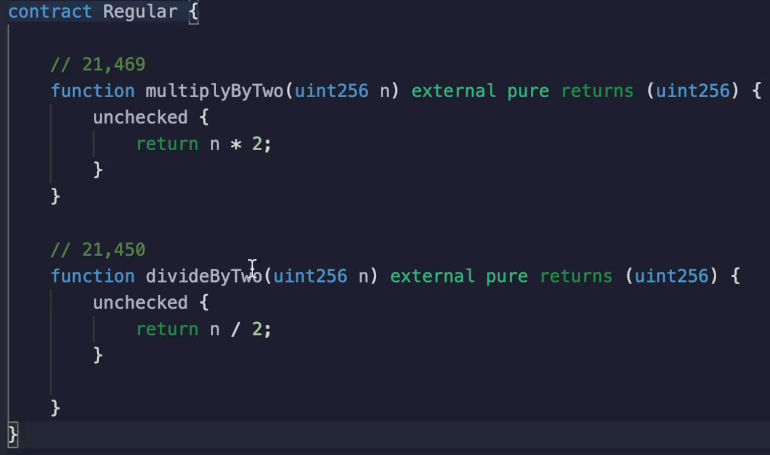 contract Regular {
// 21,469
function multiplyByTwo(uint256 n) external pure returns (uint256) {
unchecked {
return n * 2;
}
}
// 21,450
function divideByTwo(uint256 n) external pure returns (uint256) {
unchecked {
return n / 2;
}
}
}